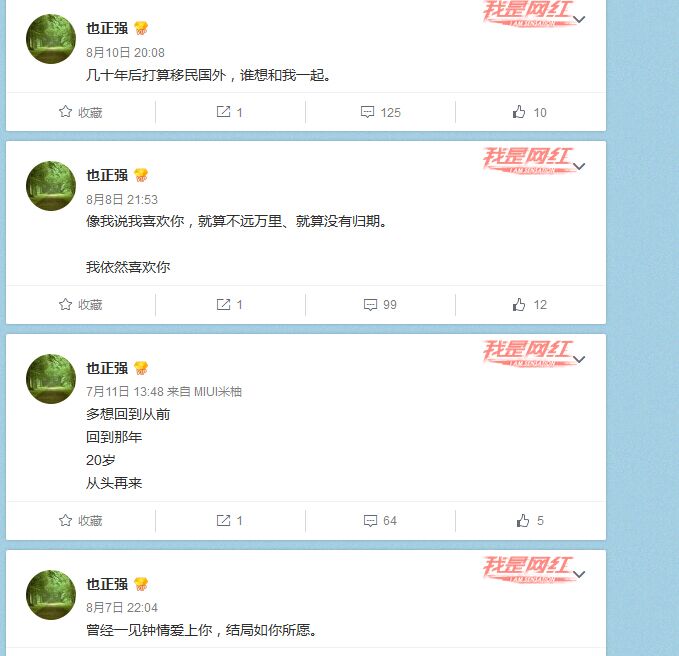 我是网红
I AM SENSATION
也正强
8月10日 20:08
几十年后打算移民国外，谁想和我一起。
收藏 1 125 10
我是网红
I AM SENSATION
也正强
8月8日 21:53
像我说我喜欢你，就算不远万里、就算没有归期。
我依然喜欢你
收藏 1 99 12
我是网红
I AM SENSATION
也正强
7月11日 13:48 来自 MIUI米柚
多想回到从前
回到那年
20岁
从头再来
收藏 1 64 5
我是网红
I AM SENSATION
也正强
8月7日 22:04
曾经一见钟情爱上你，结局如你所愿。